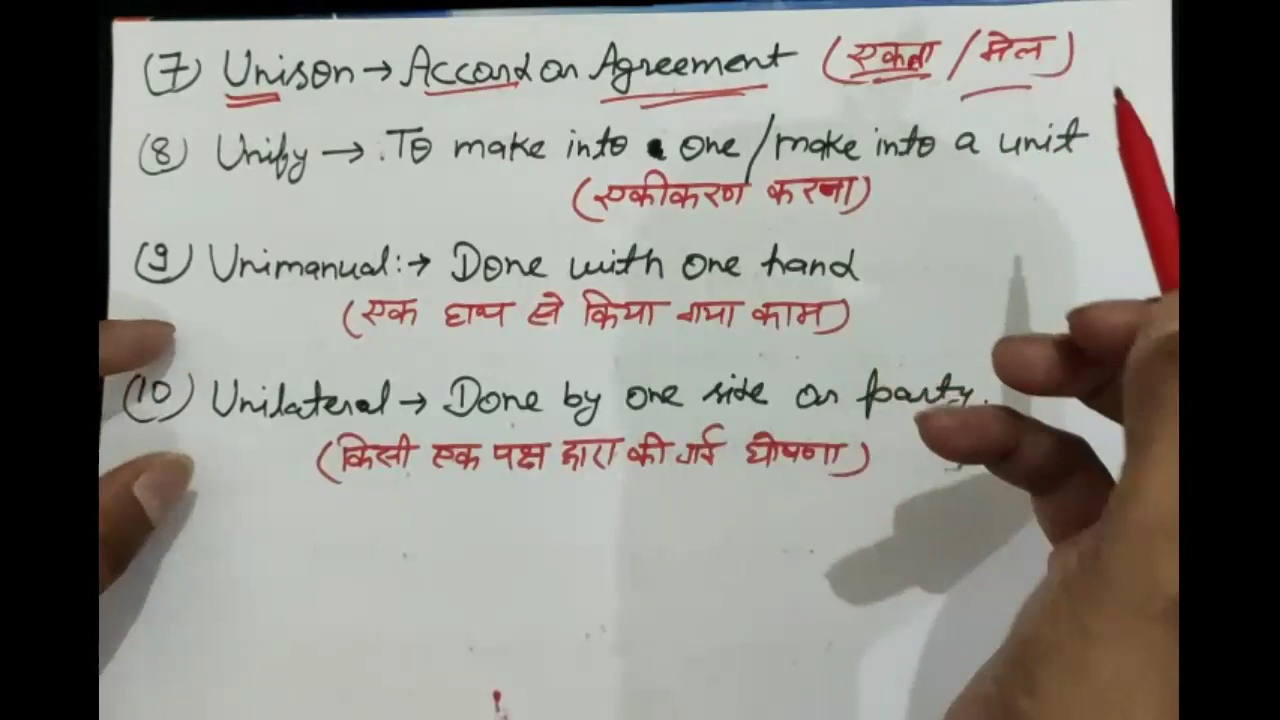 (7) Unison → Accord or Agreement (एकता / मेल)
(8) Unify → To make into one / make into a unit
(एकीकरण करना)
(9) Unimanual :→ Done with one hand
(एक हाथ से किया गया काम)
(10) Unilateral → Done by one side or party.
(किसी एक पक्ष द्वारा की गई घोषणा)